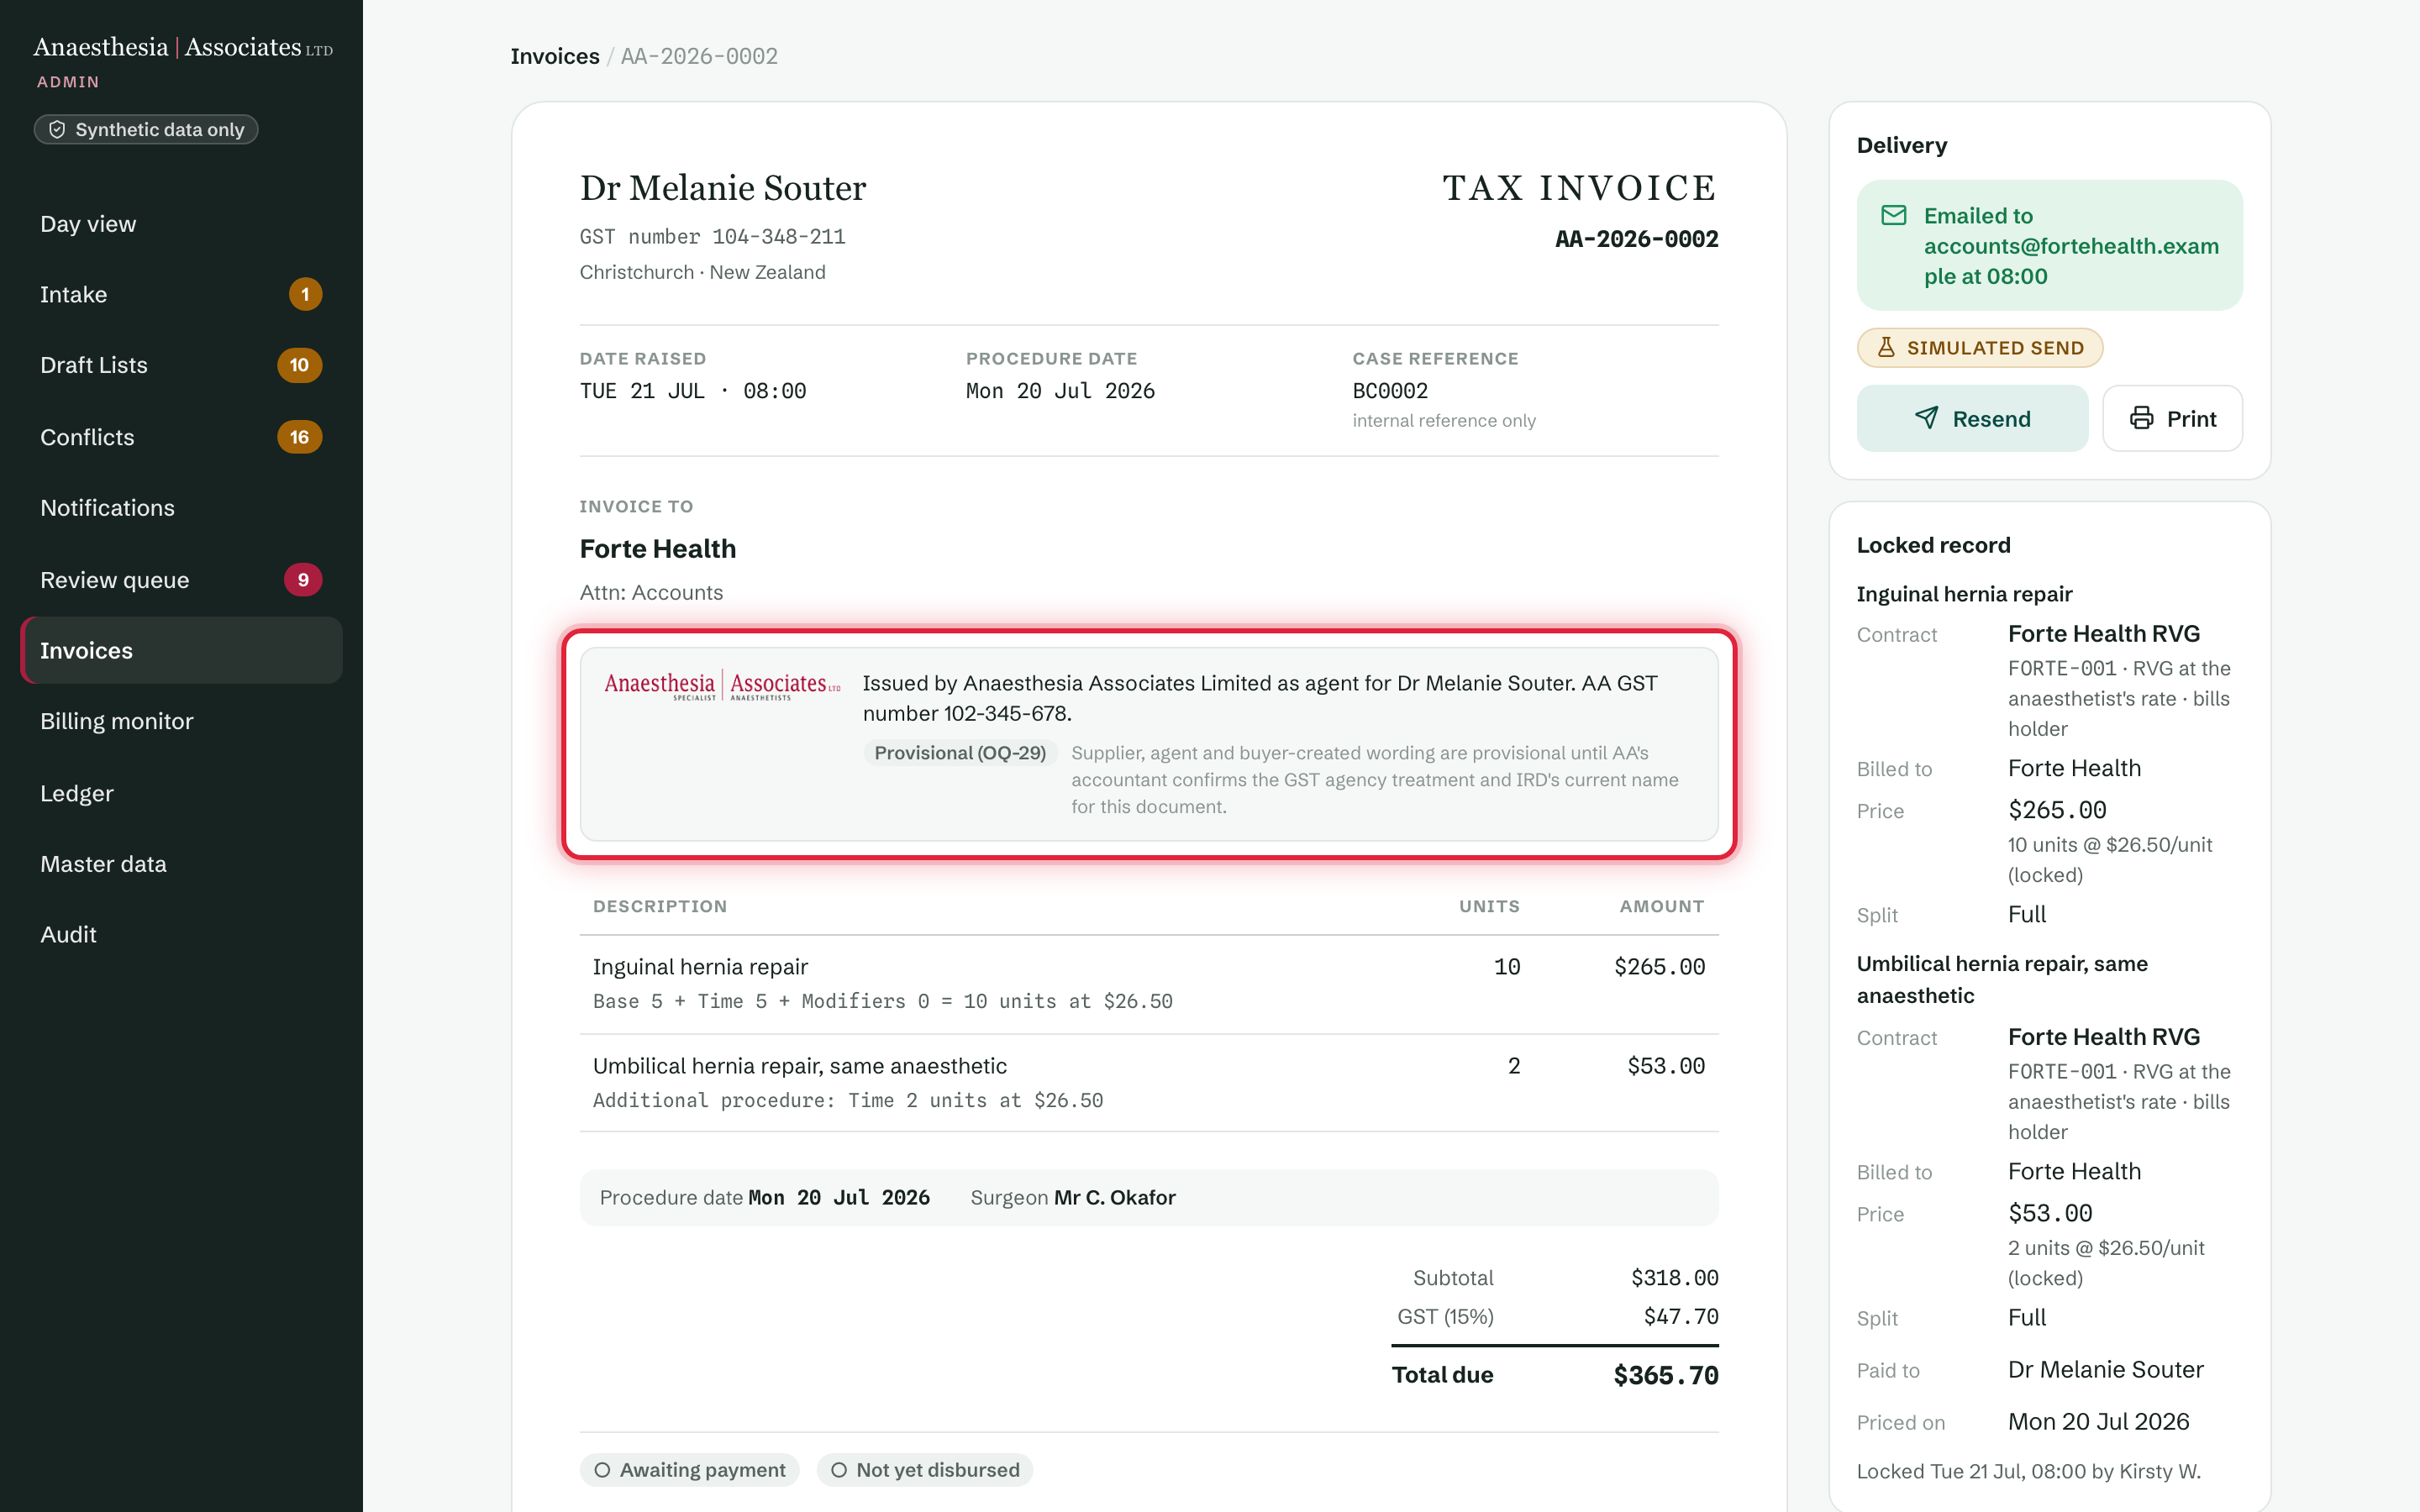 Anaesthesia | Associates LTD
ADMIN
Synthetic data only
Day view
Intake 1
Draft Lists 10
Conflicts 16
Notifications
Review queue 9
Invoices
Billing monitor
Ledger
Master data
Audit
Invoices / AA-2026-0002
Dr Melanie Souter
TAX INVOICE
GST number 104-348-211
AA-2026-0002
Christchurch · New Zealand
DATE RAISED PROCEDURE DATE CASE REFERENCE
TUE 21 JUL · 08:00 Mon 20 Jul 2026 BC0002
internal reference only
INVOICE TO
Forte Health
Attn: Accounts
Anaesthesia | Associates LTD
SPECIALIST ANAESTHETISTS
Issued by Anaesthesia Associates Limited as agent for Dr Melanie Souter. AA GST
number 102-345-678.
Provisional (OQ-29) Supplier, agent and buyer-created wording are provisional until AA's
accountant confirms the GST agency treatment and IRD's current name
for this document.
DESCRIPTION UNITS AMOUNT
Inguinal hernia repair 10 $265.00
Base 5 + Time 5 + Modifiers 0 = 10 units at $26.50
Umbilical hernia repair, same anaesthetic 2 $53.00
Additional procedure: Time 2 units at $26.50
Procedure date Mon 20 Jul 2026 Surgeon Mr C. Okafor
Subtotal $318.00
GST (15%) $47.70
Total due $365.70
Awaiting payment Not yet disbursed
Delivery
Emailed to
accounts@fortehealth.exam
ple at 08:00
SIMULATED SEND
Resend Print
Locked record
Inguinal hernia repair
Contract Forte Health RVG
FORTE-001 · RVG at the
anaesthetist's rate · bills
holder
Billed to Forte Health
Price $265.00
10 units @ $26.50/unit
(locked)
Split Full
Umbilical hernia repair, same
anaesthetic
Contract Forte Health RVG
FORTE-001 · RVG at the
anaesthetist's rate · bills
holder
Billed to Forte Health
Price $53.00
2 units @ $26.50/unit
(locked)
Split Full
Paid to Dr Melanie Souter
Priced on Mon 20 Jul 2026
Locked Tue 21 Jul, 08:00 by Kirsty W.